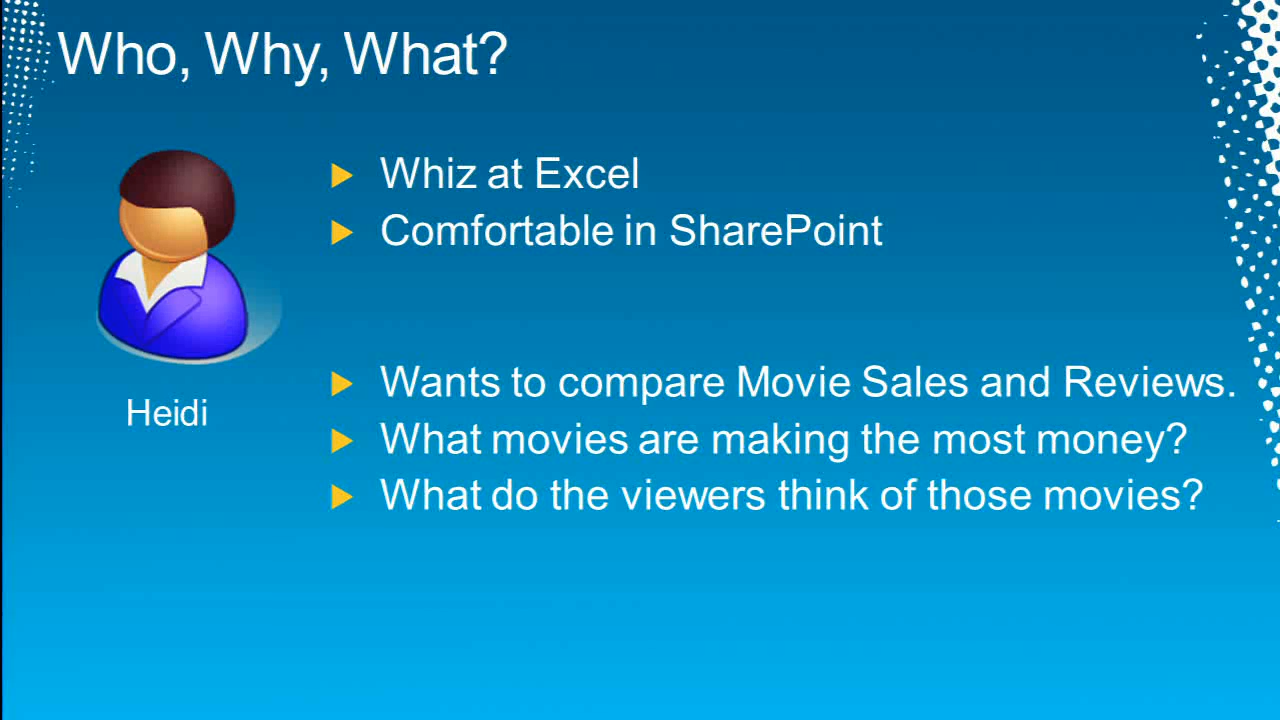 Who, Why, What?
Whiz at Excel
Comfortable in SharePoint
Wants to compare Movie Sales and Reviews.
Heidi
What movies are making the most money?
What do the viewers think of those movies?